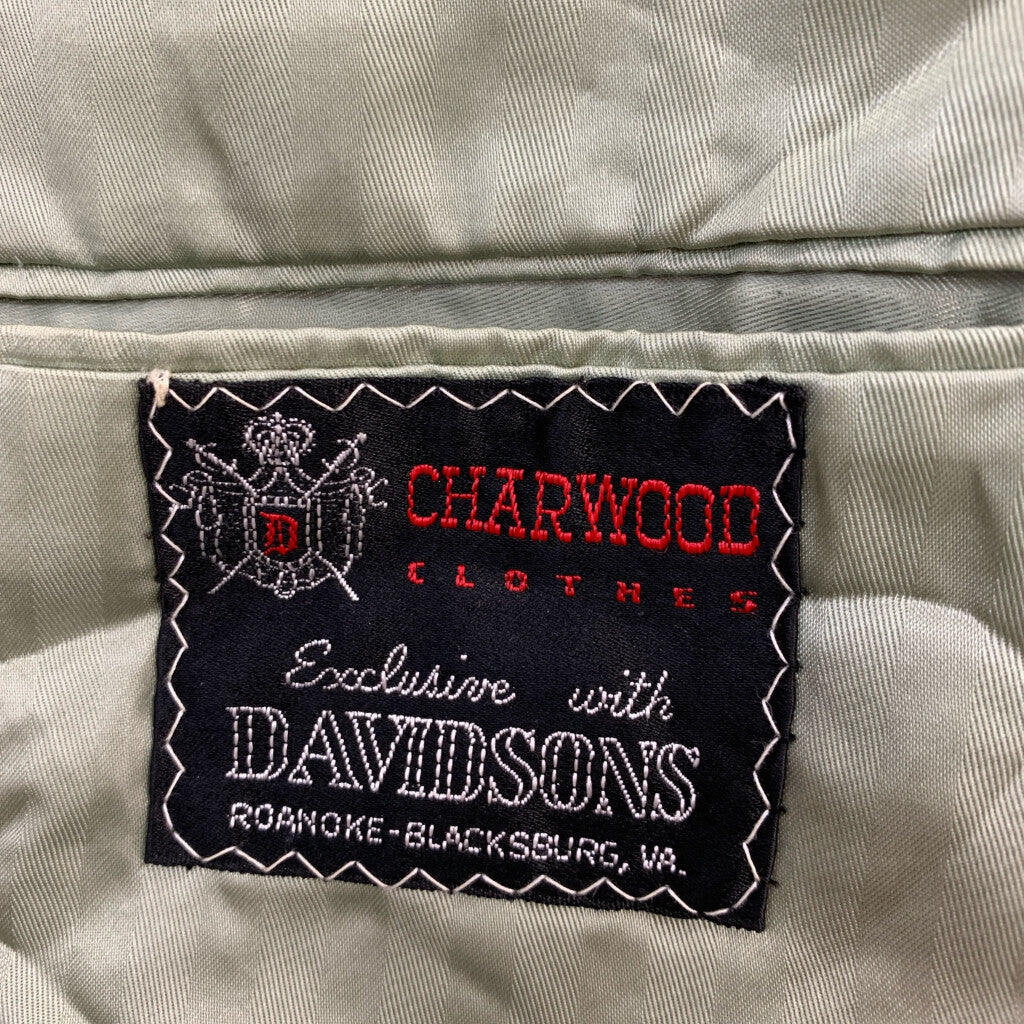 D
CHARWOOD
CLOTHES
Exclusive with
DAVIDSONS
ROANOKE-BLACKSBURG, VA.